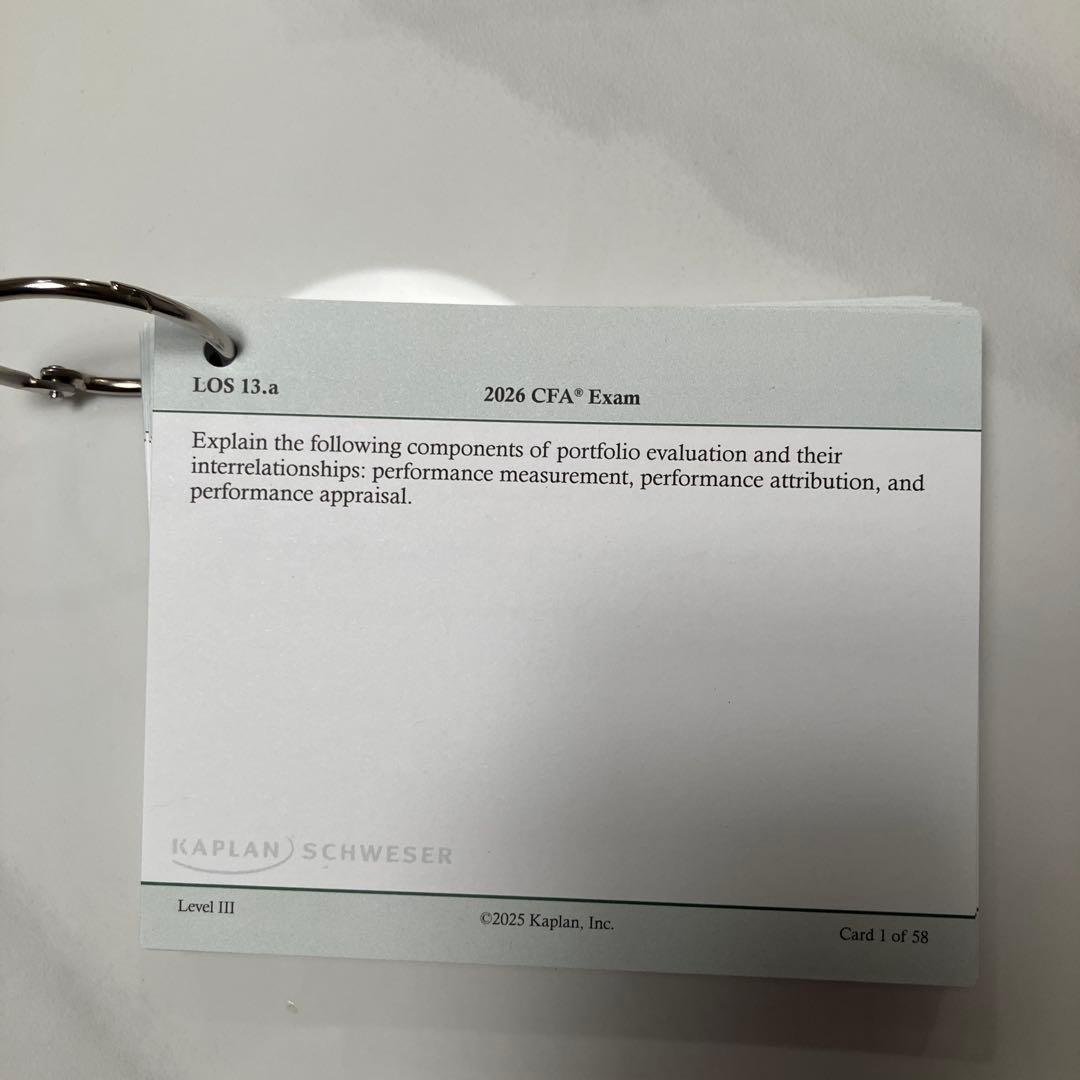 LOS 13.a
2026 CFA® Exam
Explain the following components of portfolio evaluation and their
interrelationships: performance measurement, performance attribution, and
performance appraisal.
KAPLAN SCHWESER
Level III
©2025 Kaplan, Inc.
Card 1 of 58